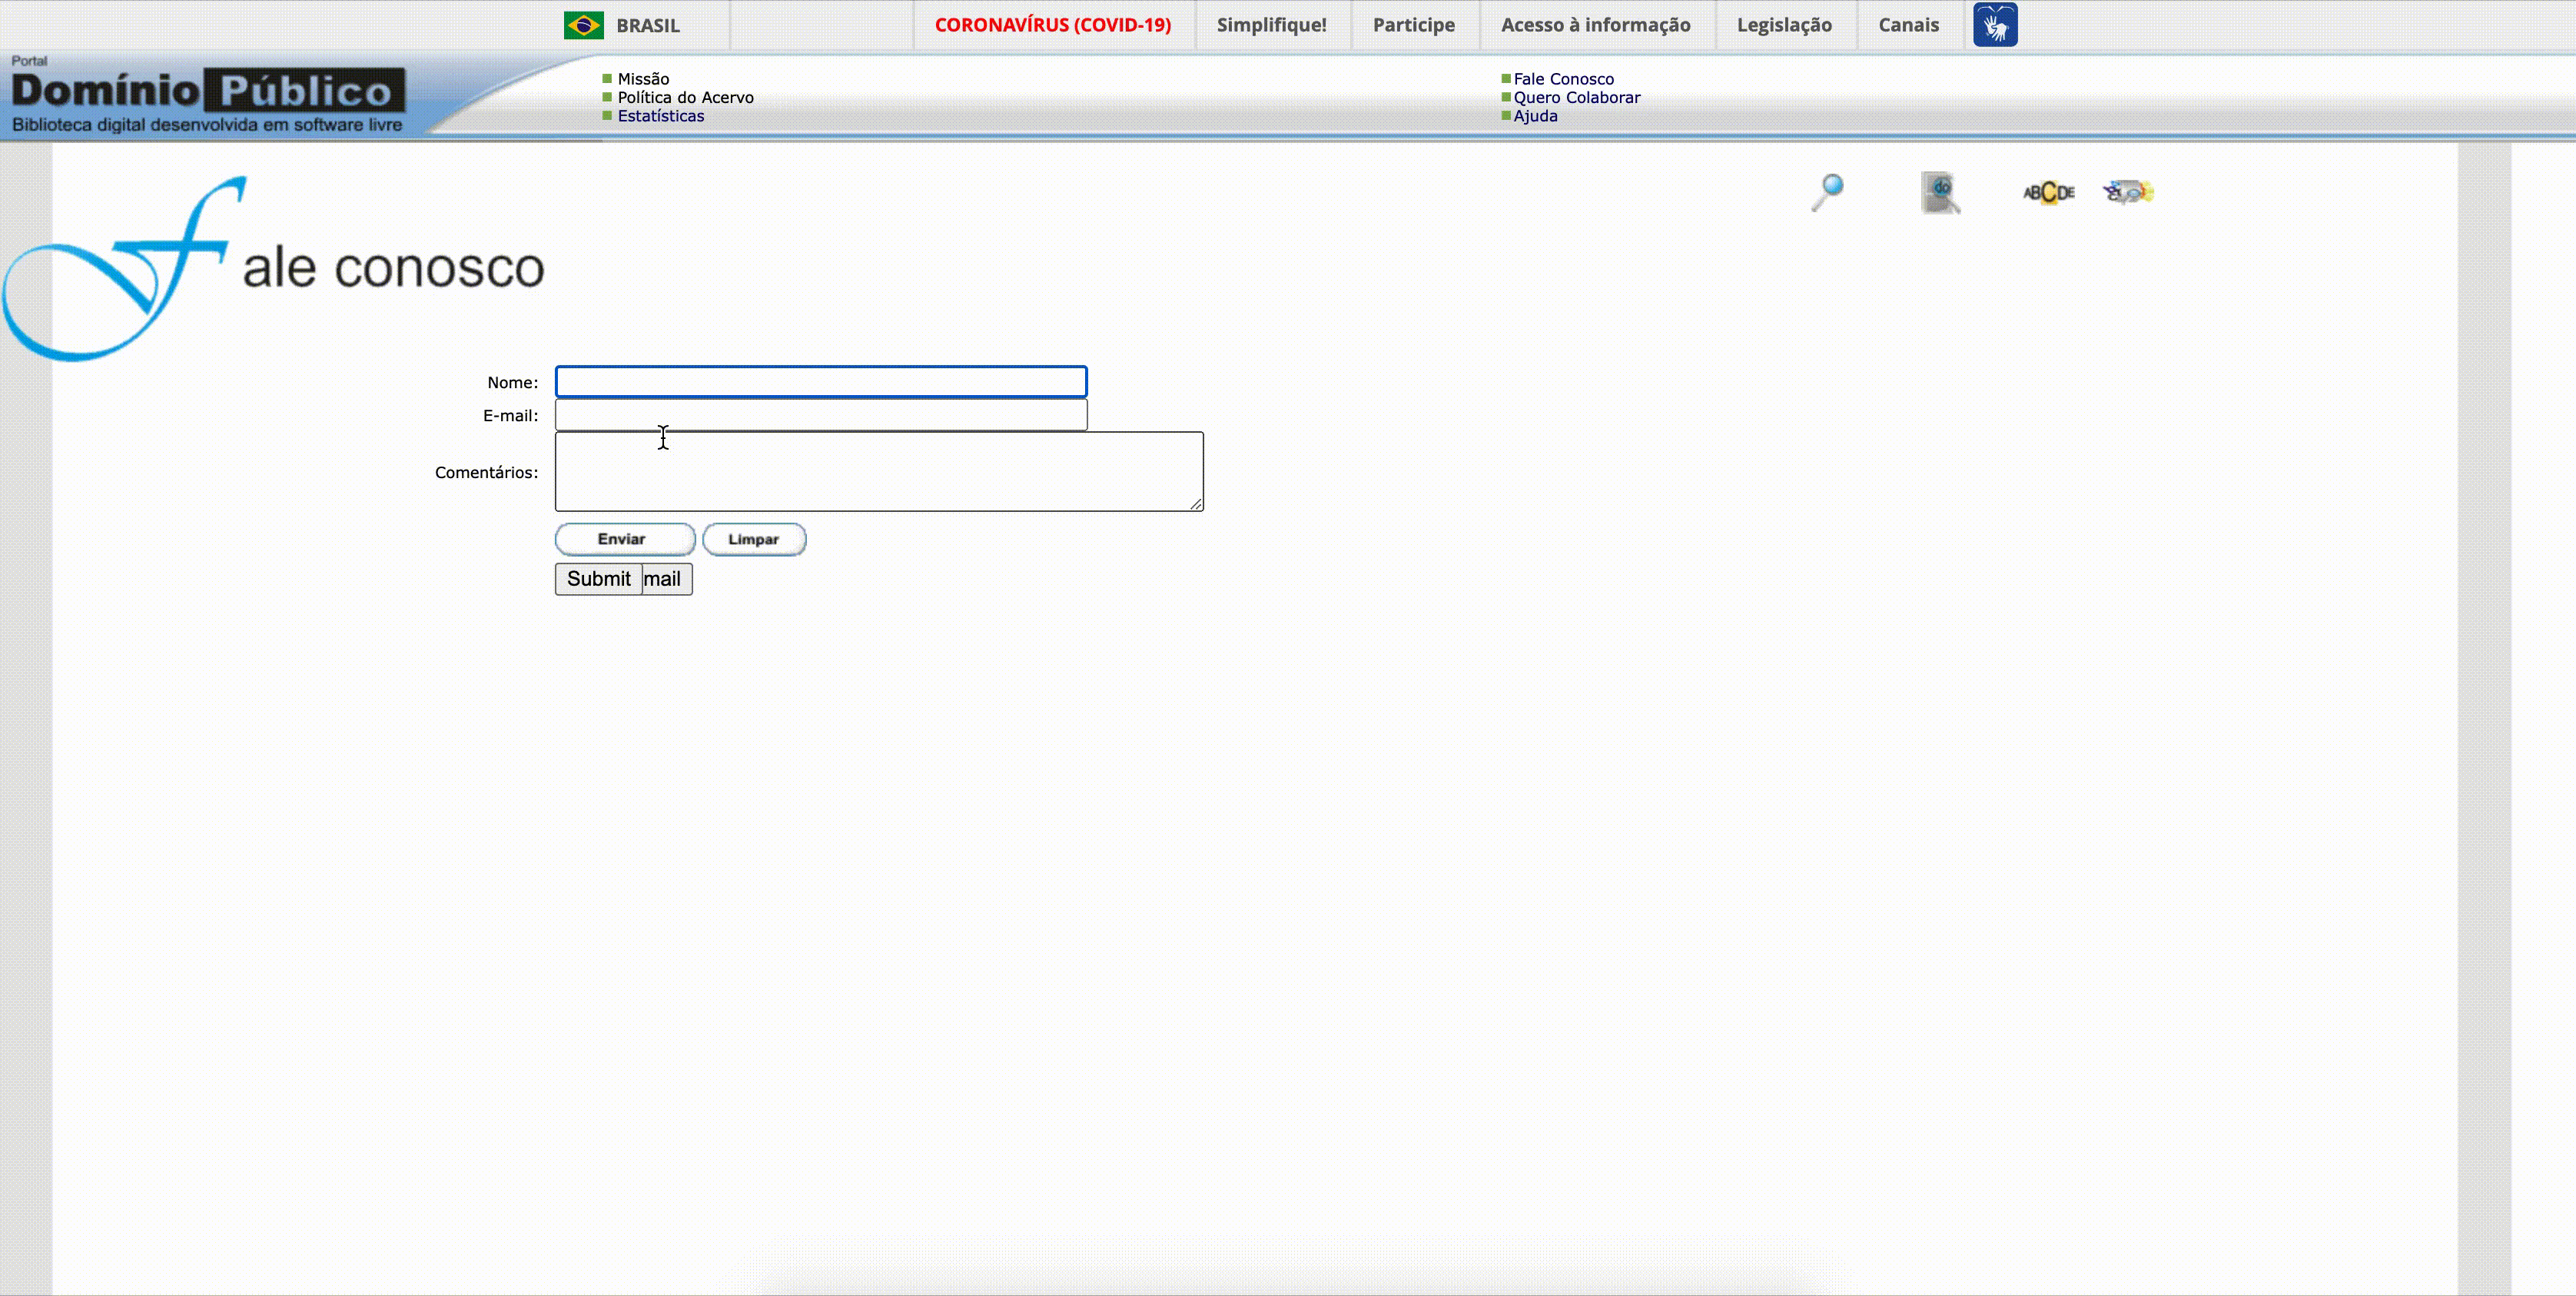 BRASIL
CORONAVÍRUS (COVID-19)
Simplifique!
Participe
Acesso à informação
Legislação
Canais
Portal
Domínio Público
Biblioteca digital desenvolvida em software livre
Missão
Política do Acervo
Estatísticas
Fale Conosco
Quero Colaborar
Ajuda
do
ABCDE
Fale conosco
Nome:
E-mail:
Comentários:
Enviar
Limpar
Submit
mail